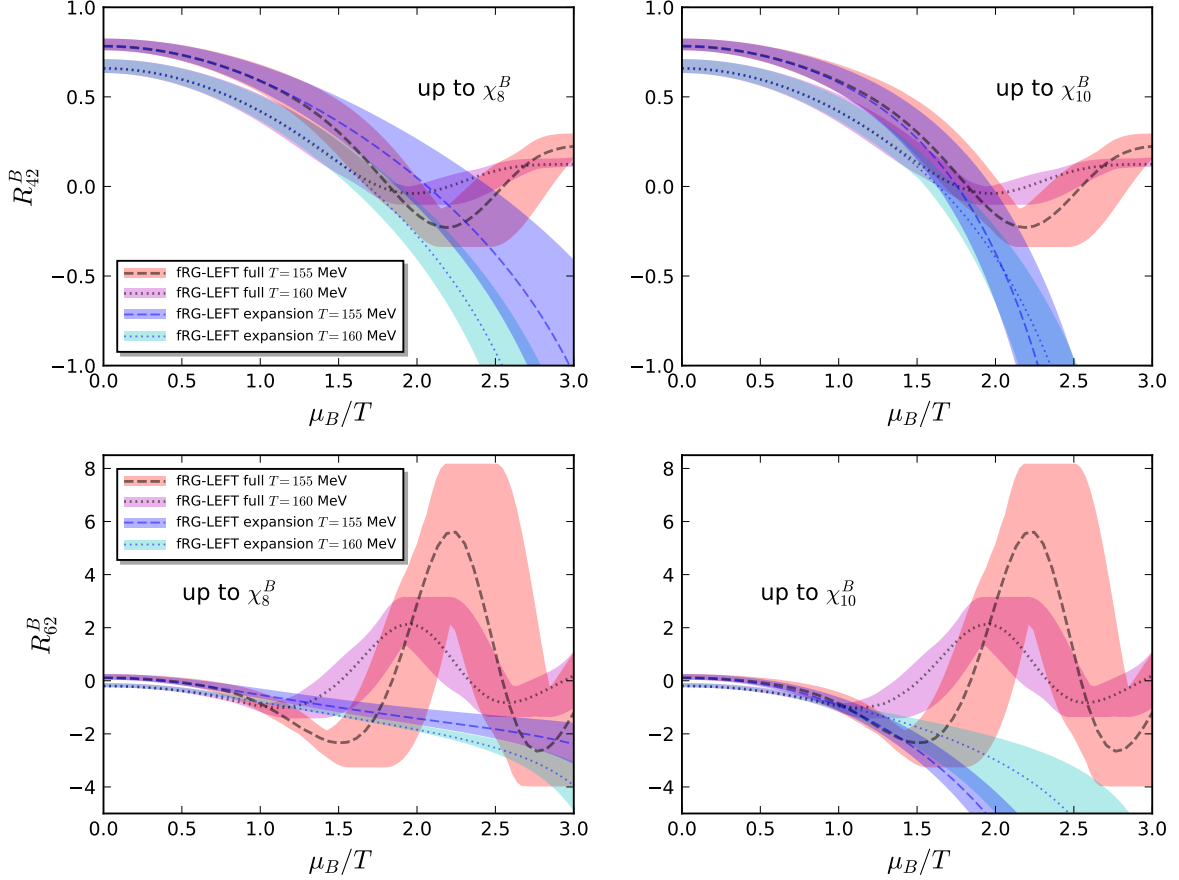 1.0
0.5
0.0
−0.5
−1.0
R₄₂ᴮ
up to χ₈ᴮ
fRG-LEFT full T = 155 MeV
fRG-LEFT full T = 160 MeV
fRG-LEFT expansion T = 155 MeV
fRG-LEFT expansion T = 160 MeV
0.0 0.5 1.0 1.5 2.0 2.5 3.0
μ_B/T
1.0
0.5
0.0
−0.5
−1.0
up to χ₁₀ᴮ
0.0 0.5 1.0 1.5 2.0 2.5 3.0
μ_B/T
8
6
4
2
0
−2
−4
R₆₂ᴮ
fRG-LEFT full T = 155 MeV
fRG-LEFT full T = 160 MeV
fRG-LEFT expansion T = 155 MeV
fRG-LEFT expansion T = 160 MeV
up to χ₈ᴮ
0.0 0.5 1.0 1.5 2.0 2.5 3.0
μ_B/T
8
6
4
2
0
−2
−4
up to χ₁₀ᴮ
0.0 0.5 1.0 1.5 2.0 2.5 3.0
μ_B/T